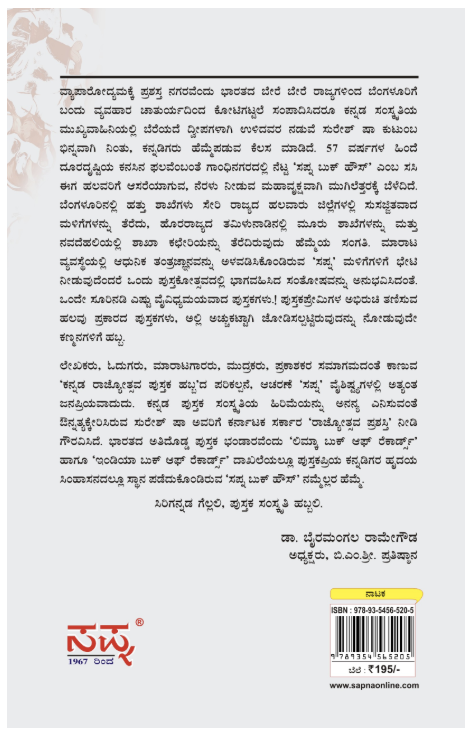 ವ್ಯಾಪಾರೋದ್ಯಮಕ್ಕೆ ಪ್ರಶಸ್ತ ನಗರವೆಂದು ಭಾರತದ ಬೇರೆ ಬೇರೆ ರಾಜ್ಯಗಳಿಂದ ಬೆಂಗಳೂರಿಗೆ
ಬಂದು ವ್ಯವಹಾರ ಚಾತುರ್ಯದಿಂದ ಕೋಟಿಗಟ್ಟಲೆ ಸಂಪಾದಿಸಿದರೂ ಕನ್ನಡ ಸಂಸ್ಕೃತಿಯ
ಮುಖ್ಯವಾಹಿನಿಯಲ್ಲಿ ಬೆರೆಯದೆ ದ್ವೀಪಗಳಾಗಿ ಉಳಿದವರ ನಡುವೆ ಸುರೇಶ್ ಷಾ ಕುಟುಂಬ
ಭಿನ್ನವಾಗಿ ನಿಂತು, ಕನ್ನಡಿಗರು ಹೆಮ್ಮೆಪಡುವ ಕೆಲಸ ಮಾಡಿದೆ. 57 ವರ್ಷಗಳ ಹಿಂದೆ
ದೂರದೃಷ್ಟಿಯ ಕನಸಿನ ಫಲವೆಂಬಂತೆ ಗಾಂಧಿನಗರದಲ್ಲಿ ನೆಟ್ಟ 'ಸಪ್ನ ಬುಕ್ ಹೌಸ್' ಎಂಬ ಸಸಿ
ಈಗ ಹಲವರಿಗೆ ಆಸರೆಯಾಗುವ, ನೆರಳು ನೀಡುವ ಮಹಾವೃಕ್ಷವಾಗಿ ಮುಗಿಲೆತ್ತರಕ್ಕೆ ಬೆಳೆದಿದೆ.
ಬೆಂಗಳೂರಿನಲ್ಲಿ ಹತ್ತು ಶಾಖೆಗಳು ಸೇರಿ ರಾಜ್ಯದ ಹಲವಾರು ಜಿಲ್ಲೆಗಳಲ್ಲಿ ಸುಸಜ್ಜಿತವಾದ
ಮಳಿಗೆಗಳನ್ನು ತೆರೆದು, ಹೊರರಾಜ್ಯದ ತಮಿಳುನಾಡಿನಲ್ಲಿ ಮೂರು ಶಾಖೆಗಳನ್ನು ಮತ್ತು
ನವದೆಹಲಿಯಲ್ಲಿ ಶಾಖಾ ಕಛೇರಿಯನ್ನು ತೆರೆದಿರುವುದು ಹೆಮ್ಮೆಯ ಸಂಗತಿ. ಮಾರಾಟ
ವ್ಯವಸ್ಥೆಯಲ್ಲಿ ಆಧುನಿಕ ತಂತ್ರಜ್ಞಾನವನ್ನು ಅಳವಡಿಸಿಕೊಂಡಿರುವ 'ಸಪ್ನ' ಮಳಿಗೆಗಳಿಗೆ ಭೇಟಿ
ನೀಡುವುದೆಂದರೆ ಒಂದು ಪುಸ್ತಕೋತ್ಸವದಲ್ಲಿ ಭಾಗವಹಿಸಿದ ಸಂತೋಷವನ್ನು ಅನುಭವಿಸಿದಂತೆ.
ಒಂದೇ ಸೂರಿನಡಿ ಎಷ್ಟು ವೈವಿಧ್ಯಮಯವಾದ ಪುಸ್ತಕಗಳು.! ಪುಸ್ತಕಪ್ರೇಮಿಗಳ ಅಭಿರುಚಿ ತಣಿಸುವ
ಹಲವು ಪ್ರಕಾರದ ಪುಸ್ತಕಗಳು, ಅಲ್ಲಿ ಅಚ್ಚುಕಟ್ಟಾಗಿ ಜೋಡಿಸಲ್ಪಟ್ಟಿರುವುದನ್ನು ನೋಡುವುದೇ
ಕಣ್ಮನಗಳಿಗೆ ಹಬ್ಬ.
ಲೇಖಕರು, ಓದುಗರು, ಮಾರಾಟಗಾರರು, ಮುದ್ರಕರು, ಪ್ರಕಾಶಕರ ಸಮಾಗಮದಂತೆ ಕಾಣುವ
'ಕನ್ನಡ ರಾಜ್ಯೋತ್ಸವ ಪುಸ್ತಕ ಹಬ್ಬ'ದ ಪರಿಕಲ್ಪನೆ, ಆಚರಣೆ 'ಸಪ್ನ' ವೈಶಿಷ್ಟ್ಯಗಳಲ್ಲಿ ಅತ್ಯಂತ
ಜನಪ್ರಿಯವಾದುದು. ಕನ್ನಡ ಪುಸ್ತಕ ಸಂಸ್ಕೃತಿಯ ಹಿರಿಮೆಯನ್ನು ಅನನ್ಯ ಎನಿಸುವಂತೆ
ಔನ್ನತ್ಯಕ್ಕೇರಿಸಿರುವ ಸುರೇಶ್ ಷಾ ಅವರಿಗೆ ಕರ್ನಾಟಕ ಸರ್ಕಾರ 'ರಾಜ್ಯೋತ್ಸವ ಪ್ರಶಸ್ತಿ' ನೀಡಿ
ಗೌರವಿಸಿದೆ. ಭಾರತದ ಅತಿದೊಡ್ಡ ಪುಸ್ತಕ ಭಂಡಾರವೆಂದು 'ಲಿಮ್ಕಾ ಬುಕ್ ಆಫ್ ರೆಕಾರ್ಡ್ಸ್'
ಹಾಗೂ 'ಇಂಡಿಯಾ ಬುಕ್ ಆಫ್ ರೆಕಾರ್ಡ್ಸ್' ದಾಖಲೆಯಲ್ಲೂ ಪುಸ್ತಕಪ್ರಿಯ ಕನ್ನಡಿಗರ ಹೃದಯ
ಸಿಂಹಾಸನದಲ್ಲೂ ಸ್ಥಾನ ಪಡೆದುಕೊಂಡಿರುವ 'ಸಪ್ನ ಬುಕ್ ಹೌಸ್' ನಮ್ಮೆಲ್ಲರ ಹೆಮ್ಮೆ.
ಸಿರಿಗನ್ನಡ ಗೆಲ್ಲಲಿ, ಪುಸ್ತಕ ಸಂಸ್ಕೃತಿ ಹಬ್ಬಲಿ.
ಡಾ. ಬೈರಮಂಗಲ ರಾಮೇಗೌಡ
ಅಧ್ಯಕ್ಷರು, ಬಿ.ಎಂ.ಶ್ರೀ. ಪ್ರತಿಷ್ಠಾನ
ನಾಟಕ
ISBN : 978-93-5456-520-5
9 789354 565205
ಬೆಲೆ : ₹195/-
www.sapnaonline.com
ಸಪ್ನ®
1967 ರಿಂದ